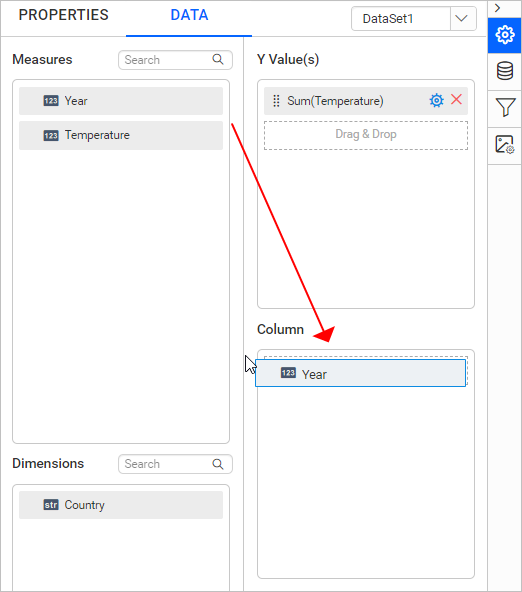 PROPERTIES
DATA
DataSet1
Measures
Search
123 Year
123 Temperature
Dimensions
Search
str Country
Y Value(s)
Sum(Temperature)
Drag & Drop
Column
123 Year